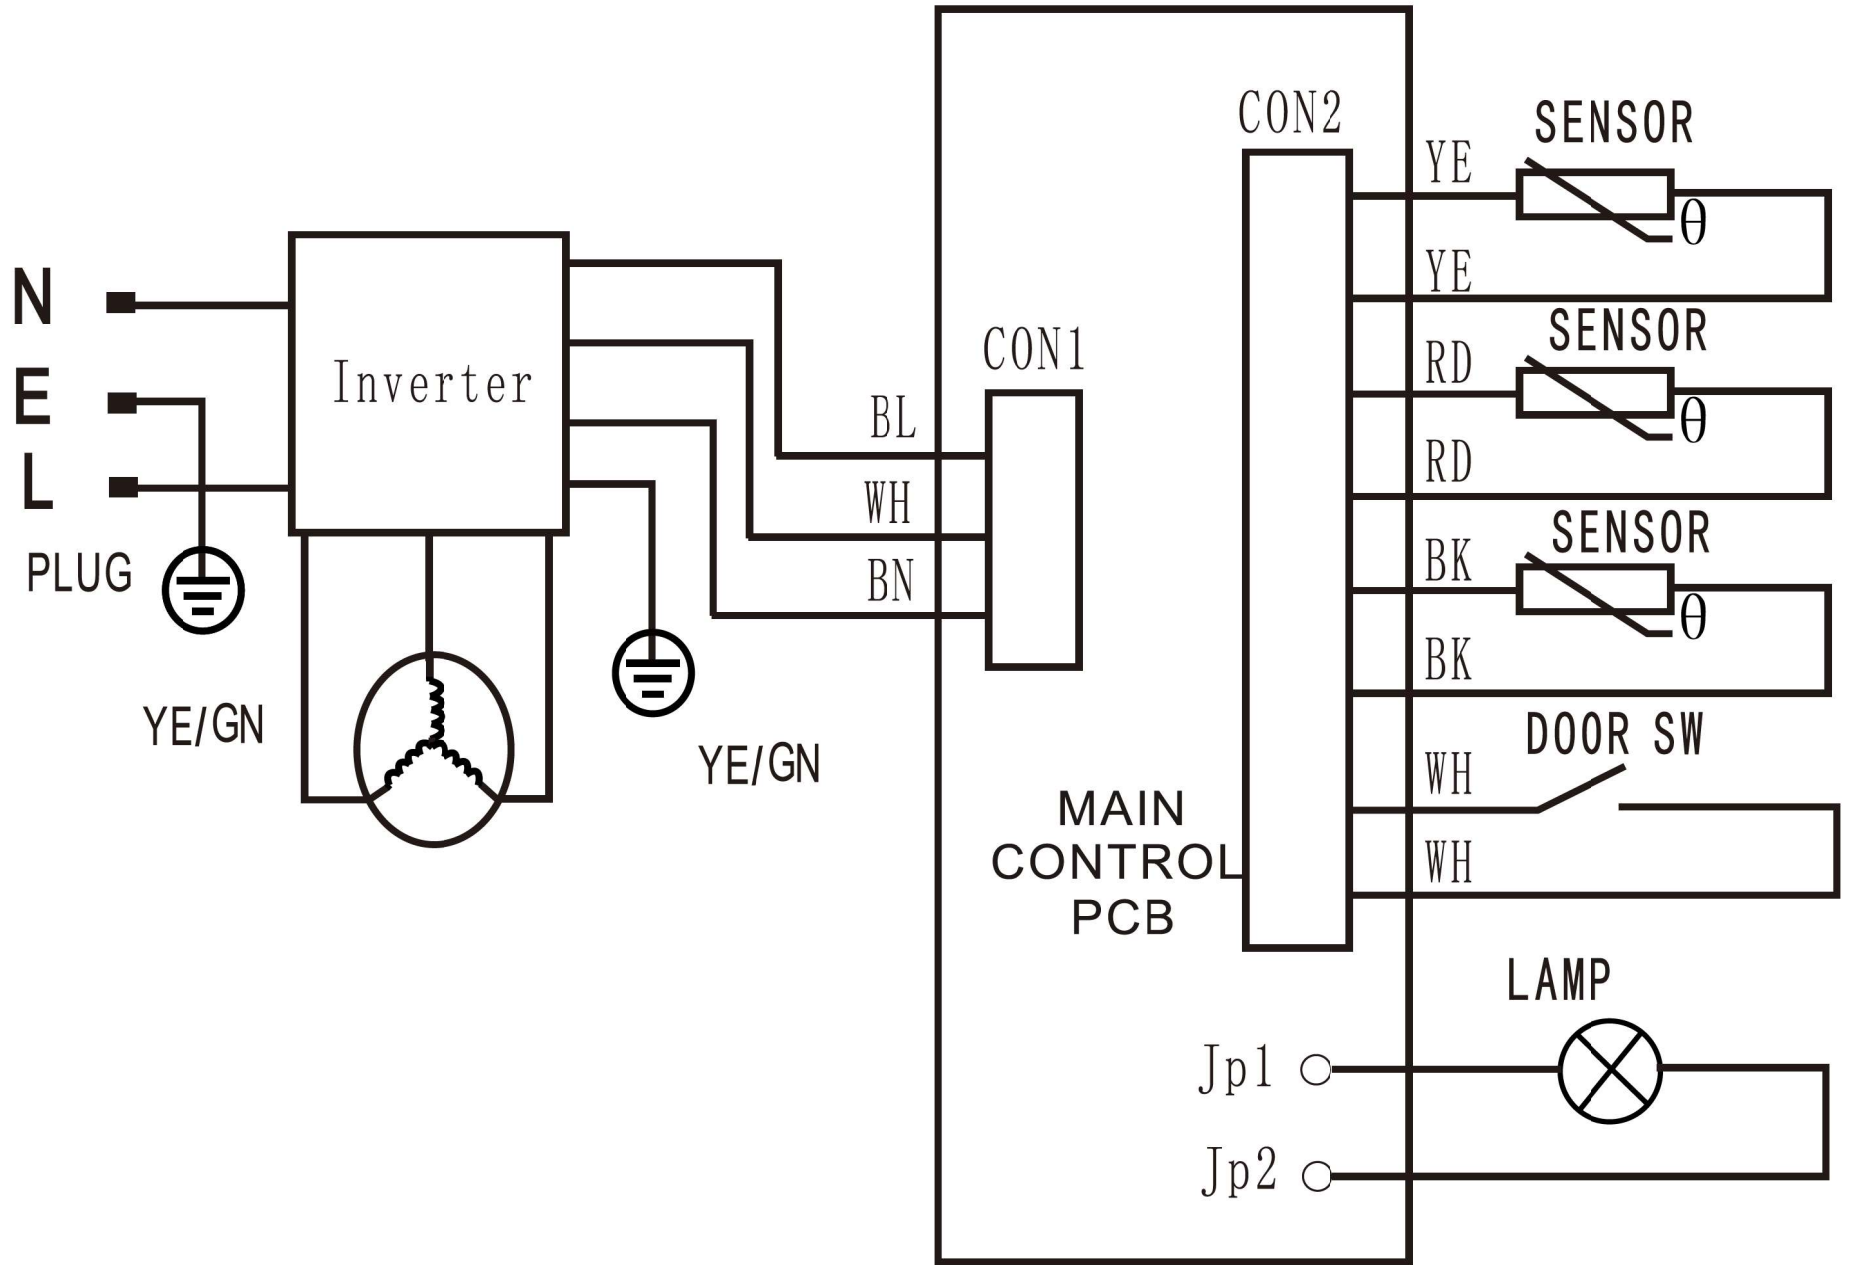 N
E
L
PLUG
YE/GN
Inverter
YE/GN
BL
WH
BN
CON1
MAIN
CONTROL
PCB
CON2
YE
YE
RD
RD
BK
BK
WH
WH
SENSOR
θ
SENSOR
θ
SENSOR
θ
DOOR SW
LAMP
Jp1
Jp2